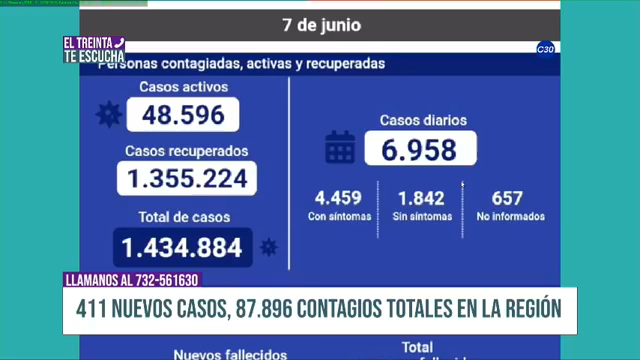 7 de junio
EL TREINTA
TE ESCUCHA
C30
Personas contagiadas, activas y recuperadas
Casos activos
48.596
Casos recuperados
1.355.224
Total de casos
1.434.884
Casos diarios
6.958
4.459
Con síntomas
1.842
Sin síntomas
657
No informados
LLAMANOS AL 732-561630
411 NUEVOS CASOS, 87.896 CONTAGIOS TOTALES EN LA REGIÓN
Nuevos fallecidos
Total